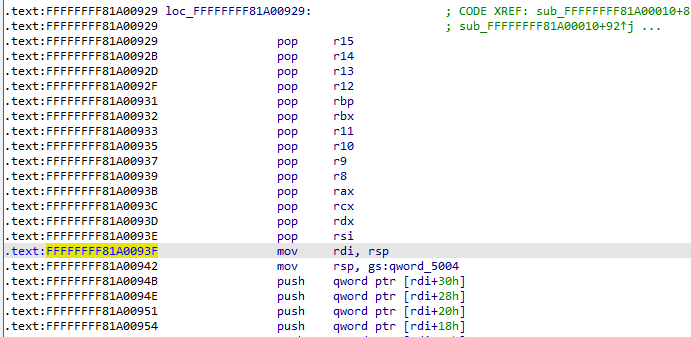 .text:FFFFFFFF81A00929 loc_FFFFFFFF81A00929: ; CODE XREF: sub_FFFFFFFF81A00010+8
.text:FFFFFFFF81A00929 ; sub_FFFFFFFF81A00010+92↑j ...
.text:FFFFFFFF81A00929 pop r15
.text:FFFFFFFF81A0092B pop r14
.text:FFFFFFFF81A0092D pop r13
.text:FFFFFFFF81A0092F pop r12
.text:FFFFFFFF81A00931 pop rbp
.text:FFFFFFFF81A00932 pop rbx
.text:FFFFFFFF81A00933 pop r11
.text:FFFFFFFF81A00935 pop r10
.text:FFFFFFFF81A00937 pop r9
.text:FFFFFFFF81A00939 pop r8
.text:FFFFFFFF81A0093B pop rax
.text:FFFFFFFF81A0093C pop rcx
.text:FFFFFFFF81A0093D pop rdx
.text:FFFFFFFF81A0093E pop rsi
.text:FFFFFFFF81A0093F mov rdi, rsp
.text:FFFFFFFF81A00942 mov rsp, gs:qword_5004
.text:FFFFFFFF81A0094B push qword ptr [rdi+30h]
.text:FFFFFFFF81A0094E push qword ptr [rdi+28h]
.text:FFFFFFFF81A00951 push qword ptr [rdi+20h]
.text:FFFFFFFF81A00954 push qword ptr [rdi+18h]